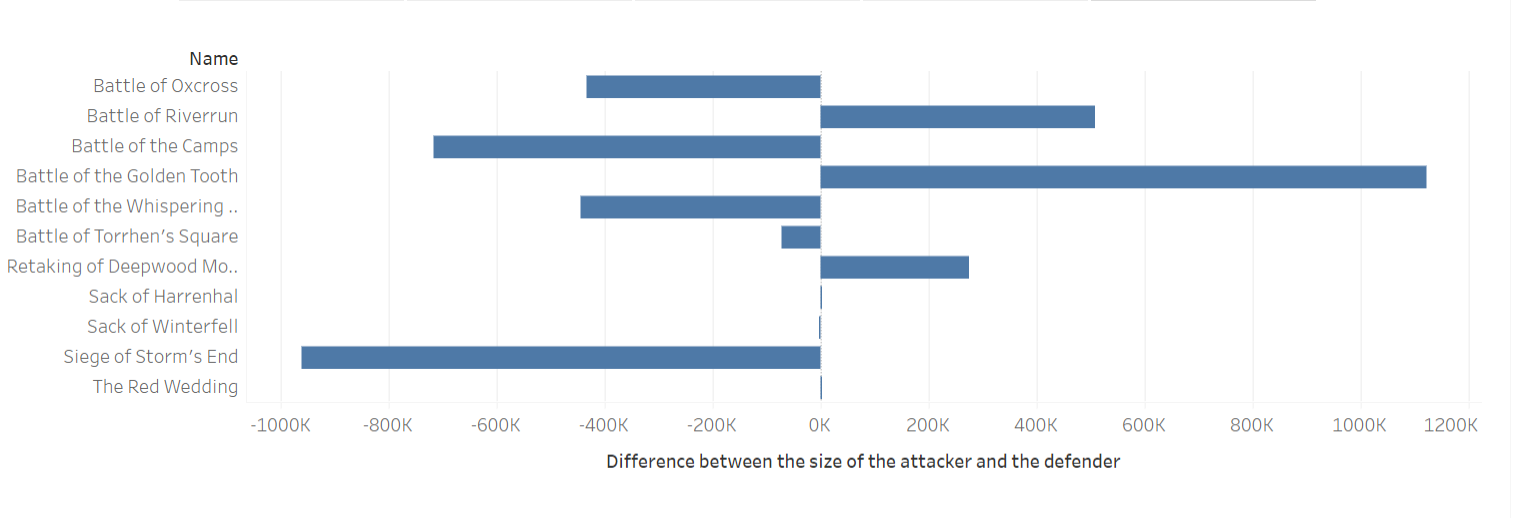 Name
Battle of Oxcross
Battle of Riverrun
Battle of the Camps
Battle of the Golden Tooth
Battle of the Whispering ..
Battle of Torrhen's Square
Retaking of Deepwood Mo..
Sack of Harrenhal
Sack of Winterfell
Siege of Storm's End
The Red Wedding
-1000K -800K -600K -400K -200K 0K 200K 400K 600K 800K 1000K 1200K
Difference between the size of the attacker and the defender